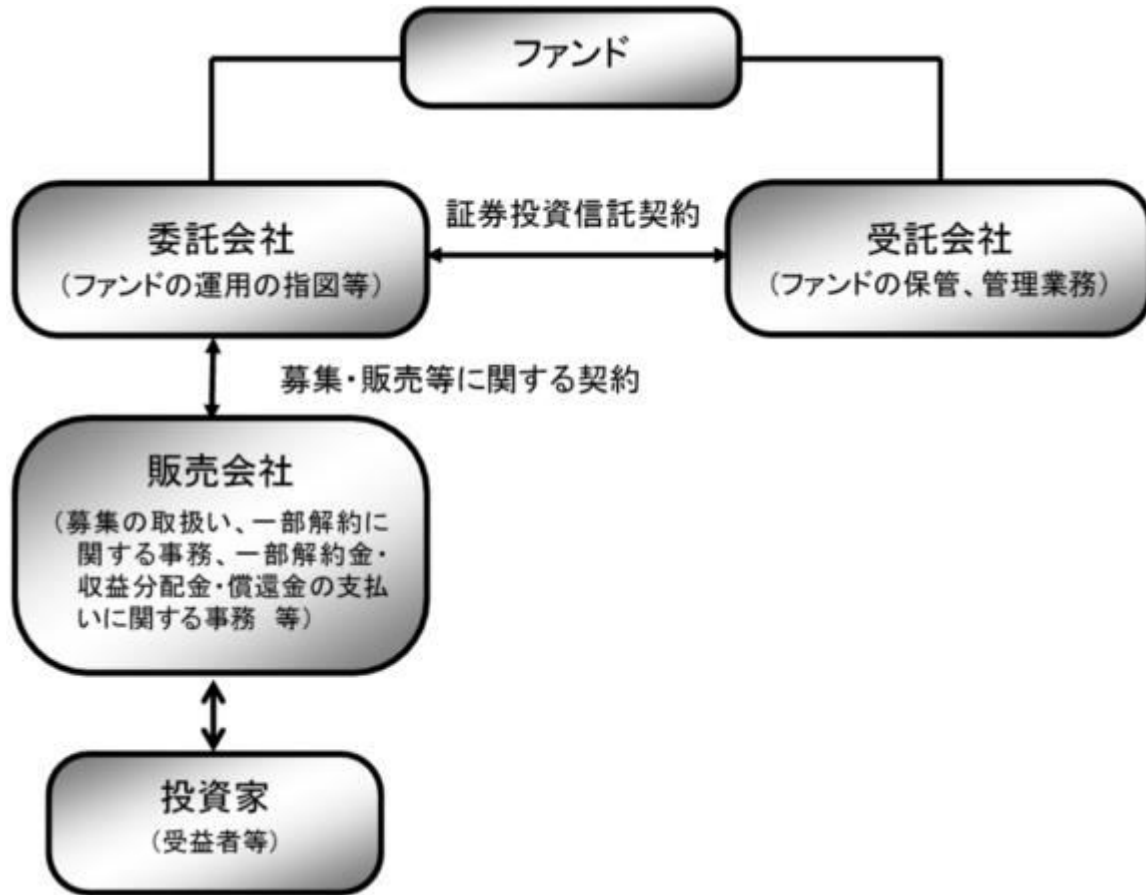 ファンド
委託会社
（ファンドの運用の指図等）
証券投資信託契約
受託会社
（ファンドの保管、管理業務）
募集・販売等に関する契約
販売会社
（募集の取扱い、一部解約に
関する事務、一部解約金・
収益分配金・償還金の支払
いに関する事務　等）
投資家
（受益者等）